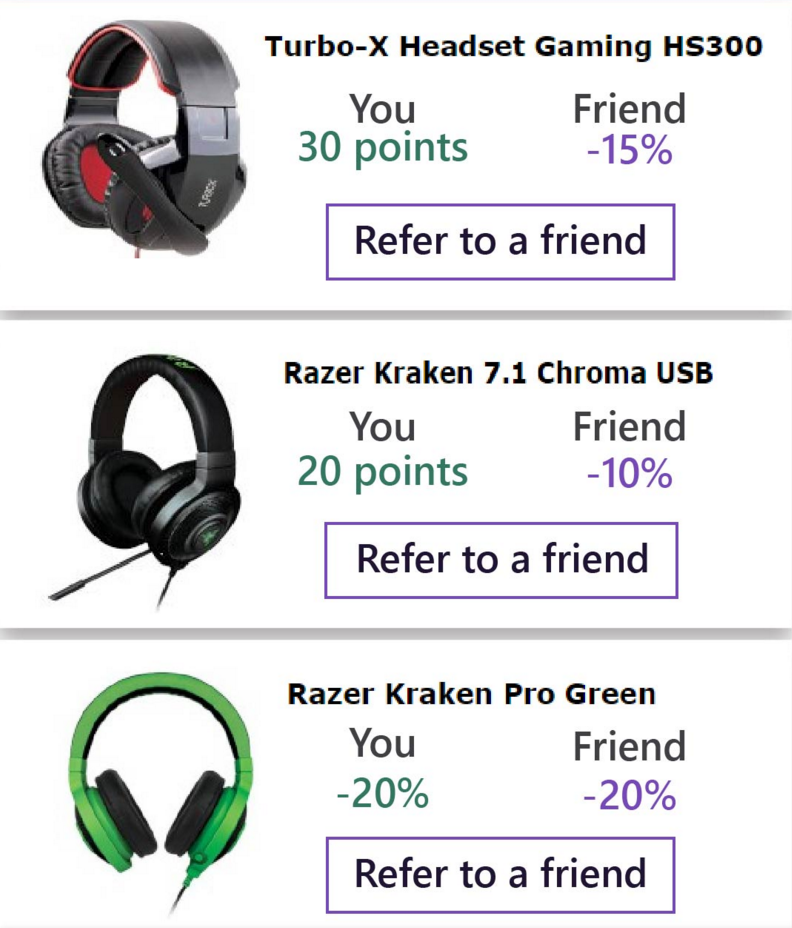 Turbo-X Headset Gaming HS300
You Friend
30 points -15%
TURBOX
Refer to a friend
Razer Kraken 7.1 Chroma USB
You Friend
20 points -10%
Refer to a friend
Razer Kraken Pro Green
You Friend
-20% -20%
Refer to a friend